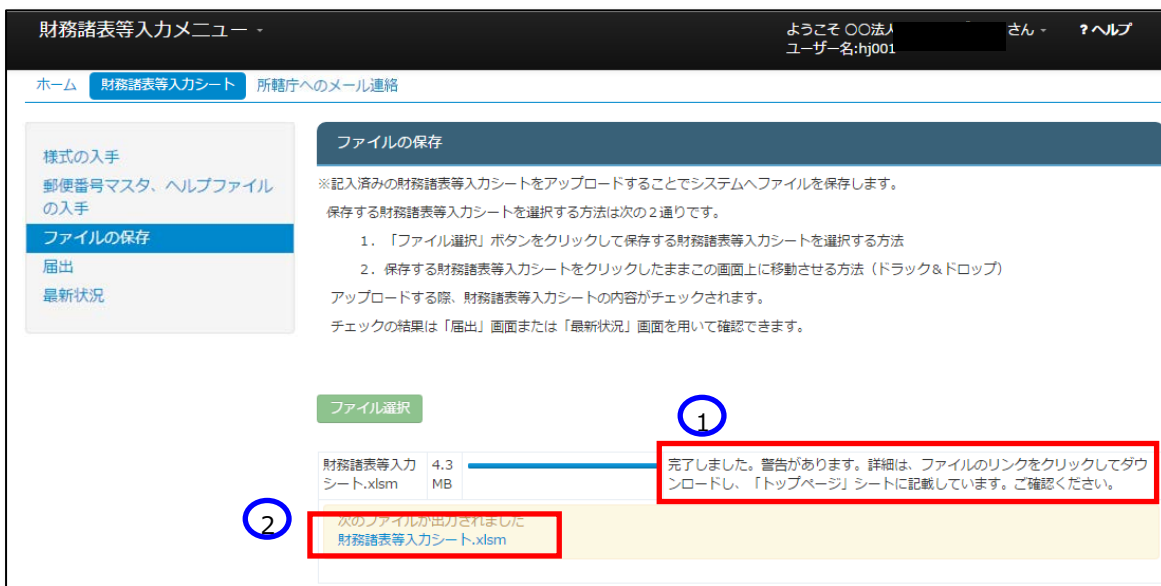 財務諸表等入力メニュー
ようこそ 〇〇法人 さん
? ヘルプ
ユーザー名:hj001
ホーム 財務諸表等入力シート 所轄庁へのメール連絡
様式の入手
郵便番号マスタ、ヘルプファイル
の入手
ファイルの保存
届出
最新状況
ファイルの保存
※記入済みの財務諸表等入力シートをアップロードすることでシステムへファイルを保存します。
保存する財務諸表等入力シートを選択する方法は次の２通りです。
１．「ファイル選択」ボタンをクリックして保存する財務諸表等入力シートを選択する方法
２．保存する財務諸表等入力シートをクリックしたままこの画面上に移動させる方法（ドラック＆ドロップ）
アップロードする際、財務諸表等入力シートの内容がチェックされます。
チェックの結果は「届出」画面または「最新状況」画面を用いて確認できます。
ファイル選択
1
財務諸表等入力
シート.xlsm
4.3
MB
完了しました。警告があります。詳細は、ファイルのリンクをクリックしてダウ
ンロードし、「トップページ」シートに記載しています。ご確認ください。
2
次のファイルが出力されました
財務諸表等入力シート.xlsm